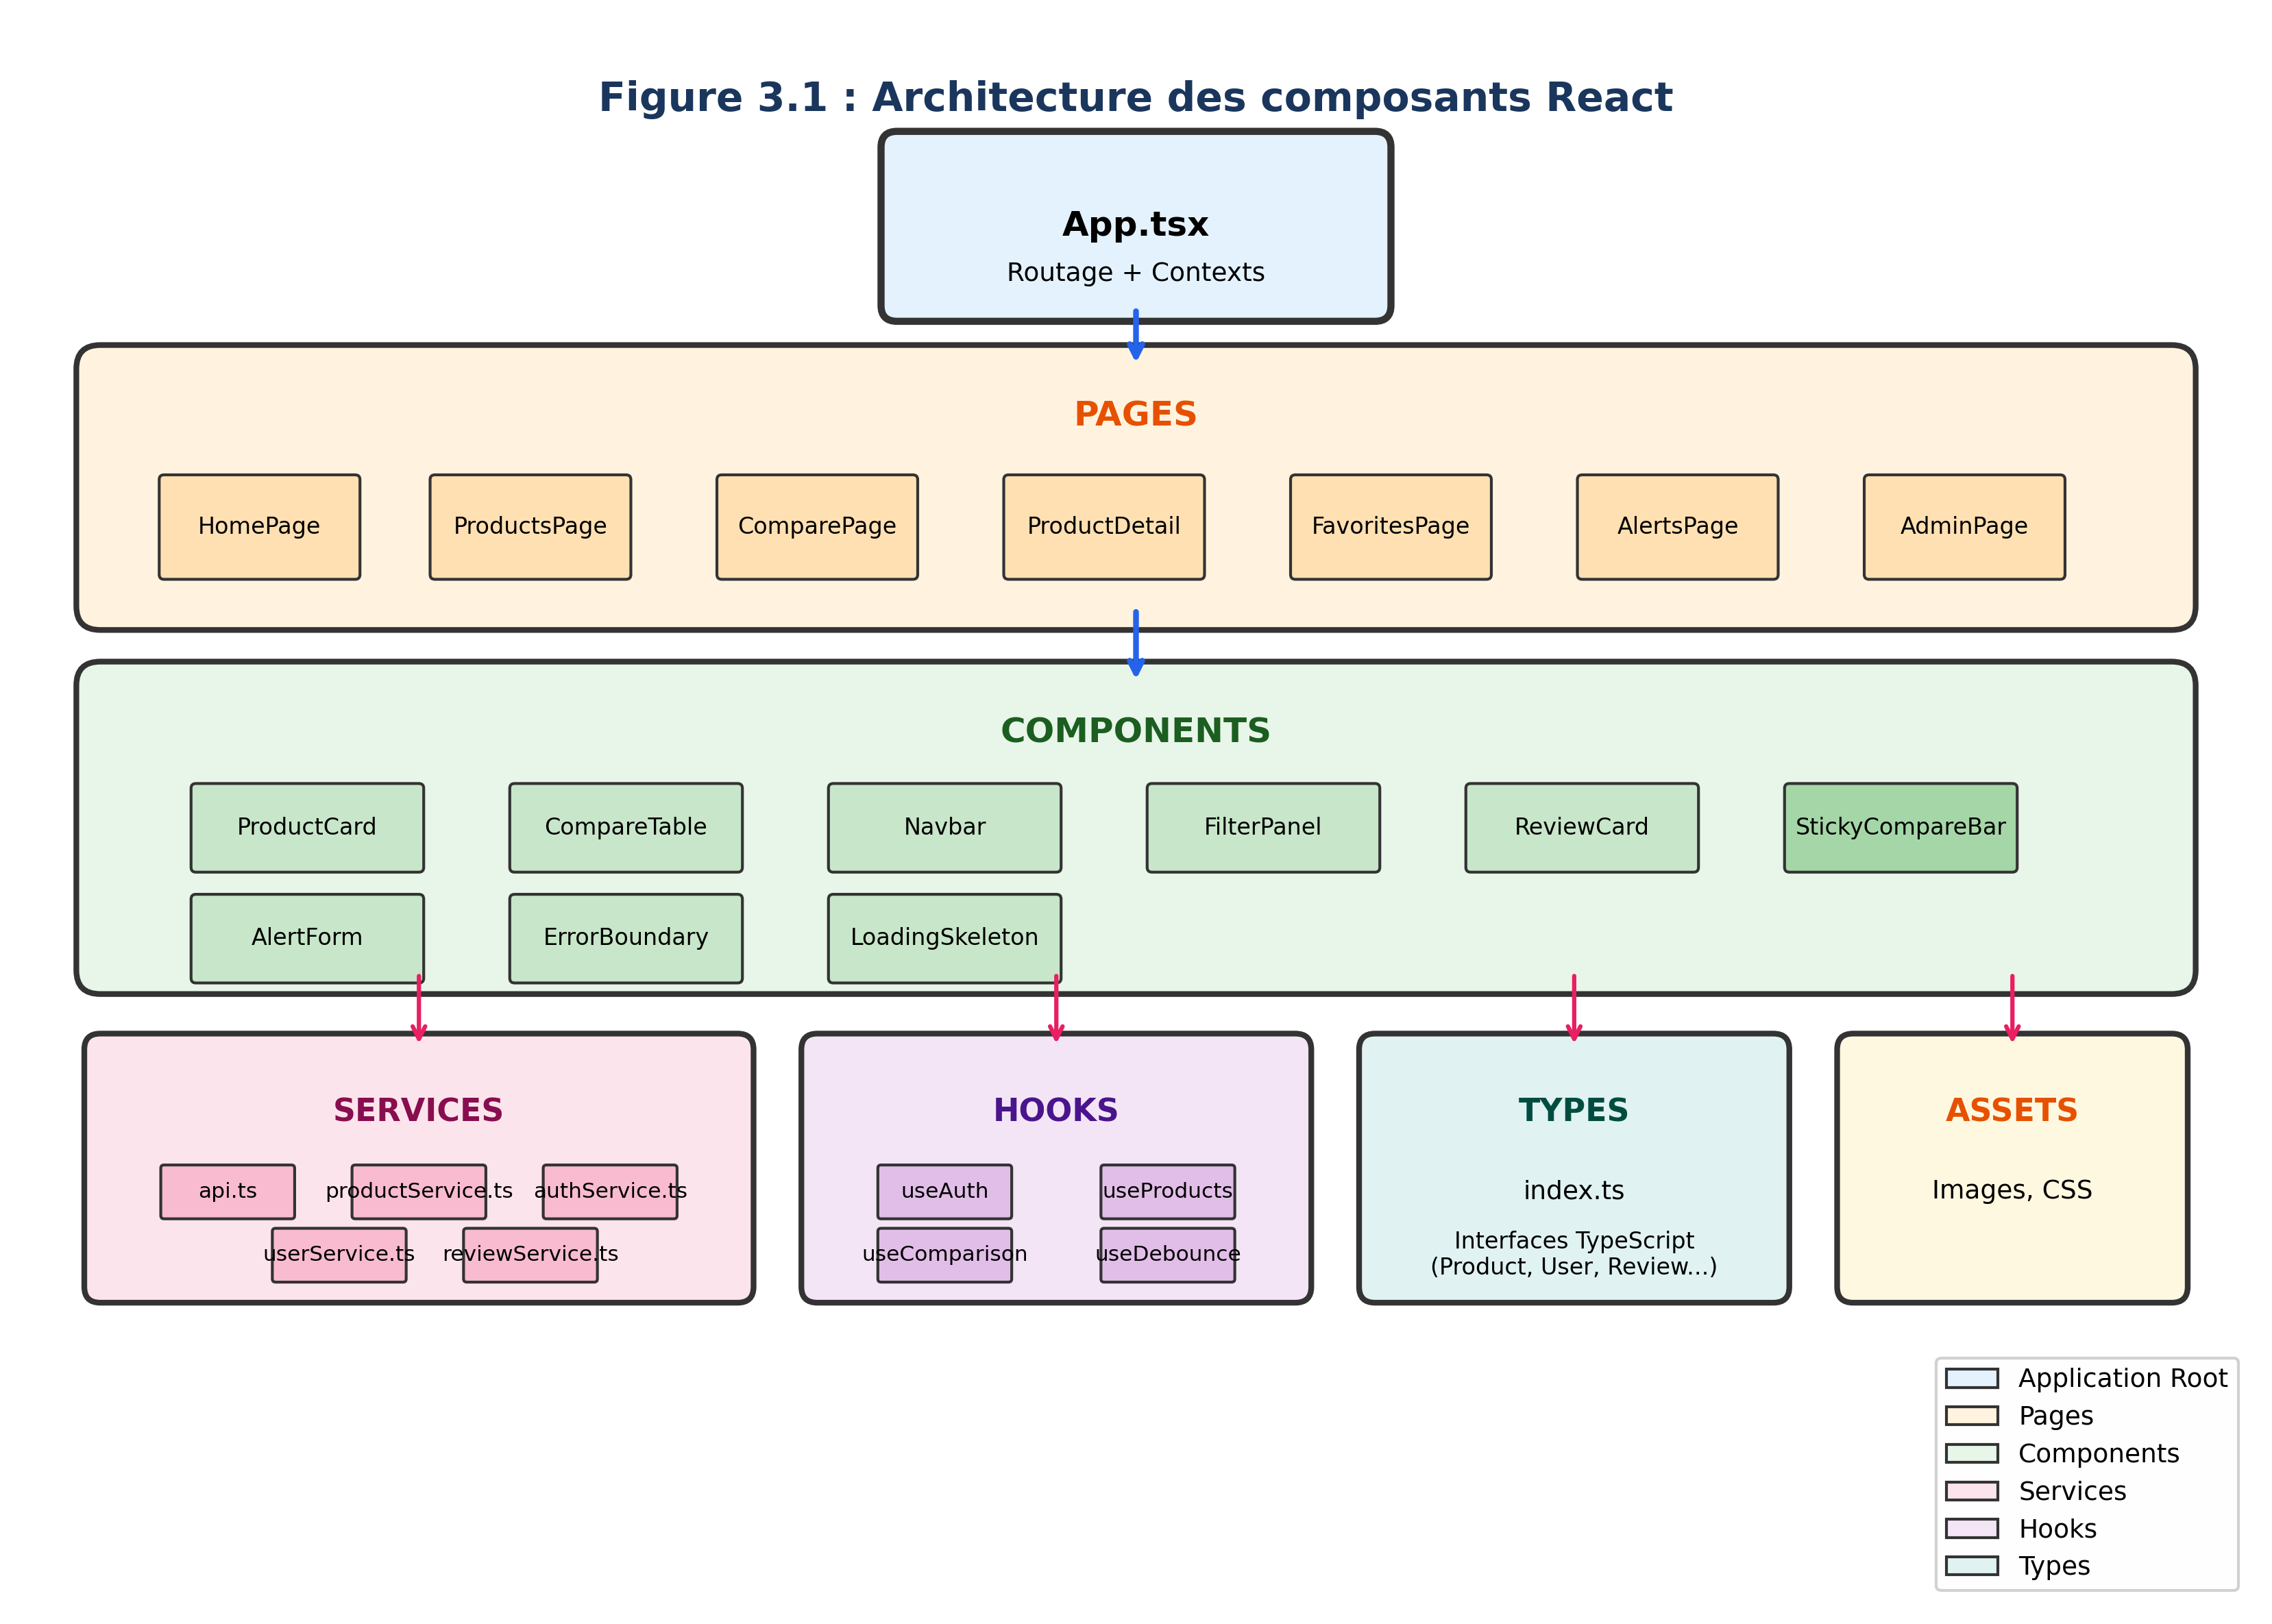 Figure 3.1 : Architecture des composants React
App.tsx
Routage + Contexts
PAGES
HomePage
ProductsPage
ComparePage
ProductDetail
FavoritesPage
AlertsPage
AdminPage
COMPONENTS
ProductCard
CompareTable
Navbar
FilterPanel
ReviewCard
StickyCompareBar
AlertForm
ErrorBoundary
LoadingSkeleton
SERVICES
api.ts
productService.ts
authService.ts
userService.ts
reviewService.ts
HOOKS
useAuth
useProducts
useComparison
useDebounce
TYPES
index.ts
Interfaces TypeScript
(Product, User, Review...)
ASSETS
Images, CSS
Application Root
Pages
Components
Services
Hooks
Types